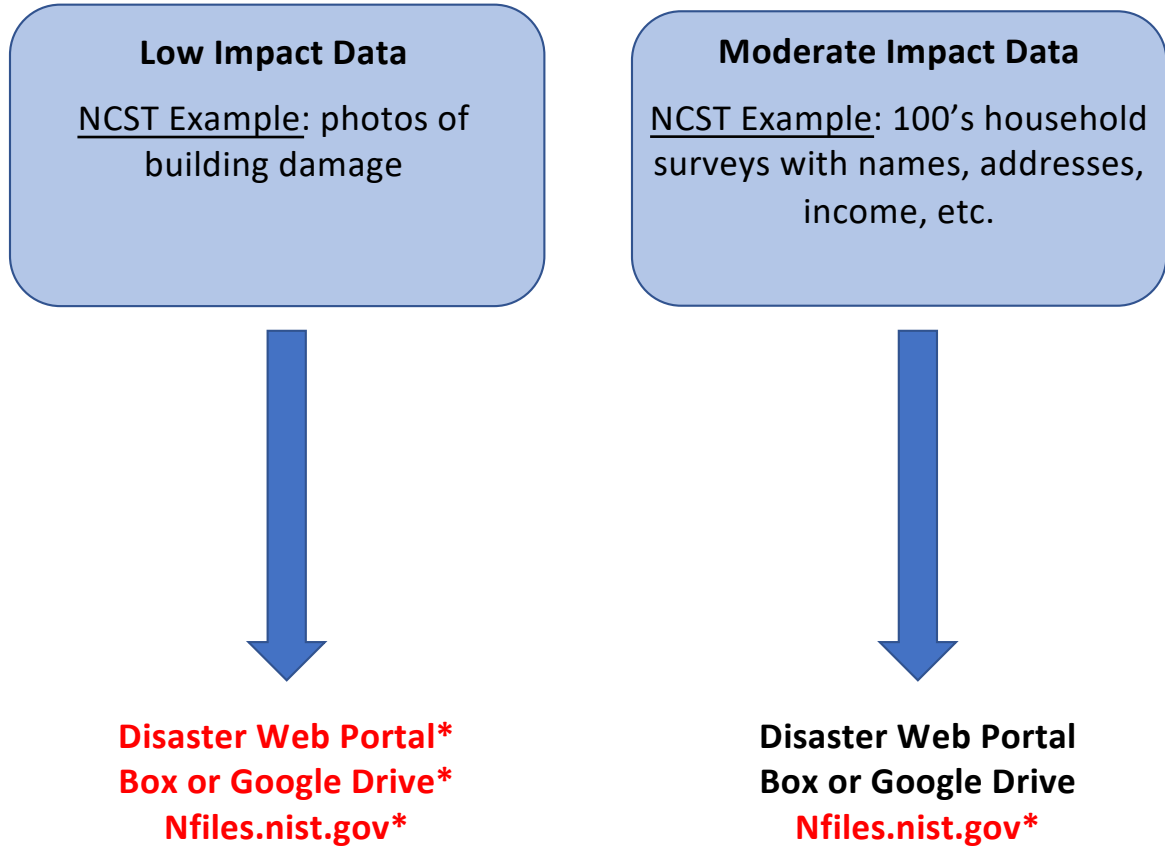 Low Impact Data
NCST Example: photos of
building damage
Moderate Impact Data
NCST Example: 100’s household
surveys with names, addresses,
income, etc.
Disaster Web Portal*
Box or Google Drive*
Nfiles.nist.gov*
Disaster Web Portal
Box or Google Drive
Nfiles.nist.gov*